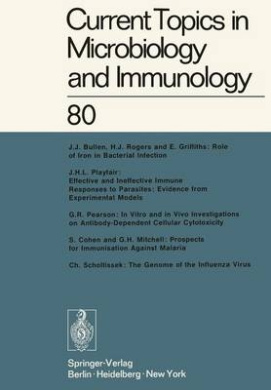 Current Topics in
Microbiology
and Immunology
80
J.J. Bullen, H.J. Rogers and E. Griffiths: Role
of Iron in Bacterial Infection
J.H.L. Playfair:
Effective and Ineffective Immune
Responses to Parasites: Evidence from
Experimental Models
G.R. Pearson: In Vitro and in Vivo Investigations
on Antibody-Dependent Cellular Cytotoxicity
S. Cohen and G.H. Mitchell: Prospects
for Immunisation Against Malaria
Ch. Scholtissek: The Genome of the Influenza Virus
Springer-Verlag
Berlin · Heidelberg · New York